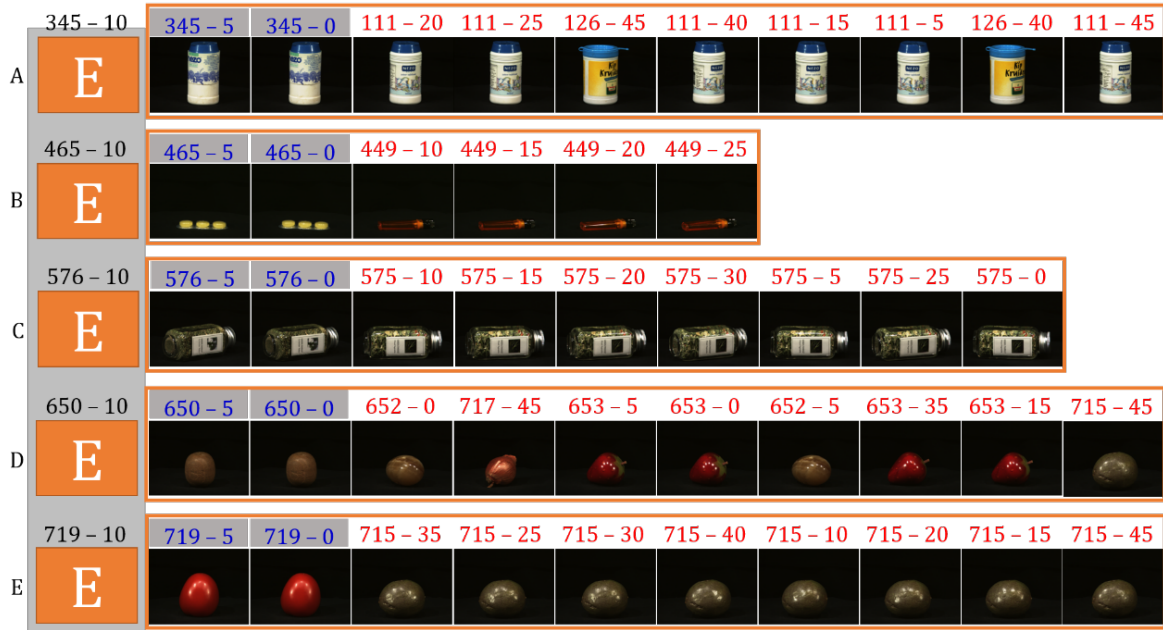 345 – 10 345 – 5 345 – 0 111 – 20 111 – 25 126 – 45 111 – 40 111 – 15 111 – 5 126 – 40 111 – 45
A E
465 – 10 465 – 5 465 – 0 449 – 10 449 – 15 449 – 20 449 – 25
B E
576 – 10 576 – 5 576 – 0 575 – 10 575 – 15 575 – 20 575 – 30 575 – 5 575 – 25 575 – 0
C E
650 – 10 650 – 5 650 – 0 652 – 0 717 – 45 653 – 5 653 – 0 652 – 5 653 – 35 653 – 15 715 – 45
D E
719 – 10 719 – 5 719 – 0 715 – 35 715 – 25 715 – 30 715 – 40 715 – 10 715 – 20 715 – 15 715 – 45
E E